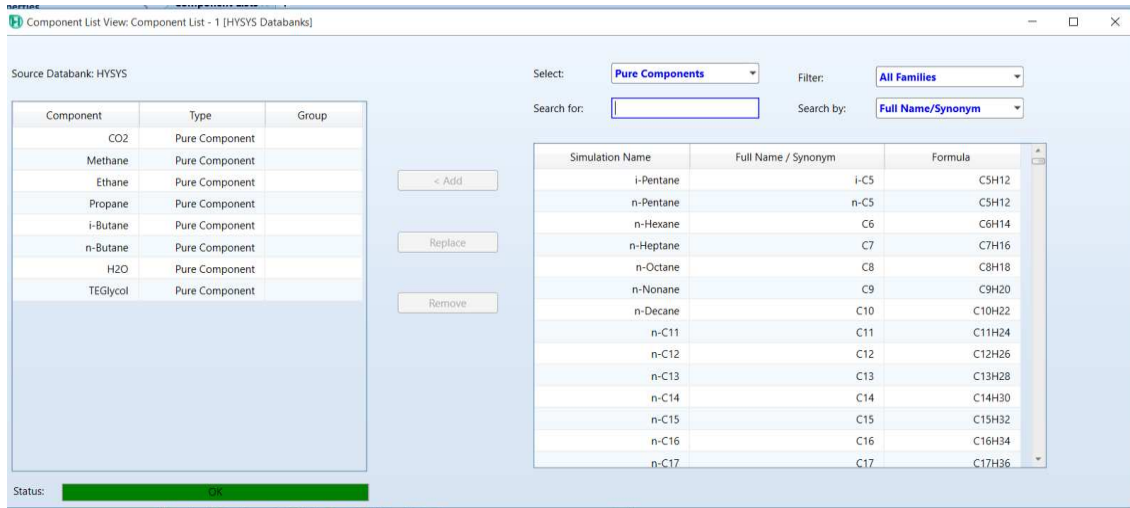 Component List View: Component List - 1 [HYSYS Databanks]
Source Databank: HYSYS
Select: Pure Components Filter: All Families
Search for: Search by: Full Name/Synonym
Component Type Group
CO2 Pure Component
Methane Pure Component
Ethane Pure Component
Propane Pure Component
i-Butane Pure Component
n-Butane Pure Component
H2O Pure Component
TEGlycol Pure Component
< Add
Replace
Remove
Simulation Name Full Name / Synonym Formula
i-Pentane i-C5 C5H12
n-Pentane n-C5 C5H12
n-Hexane C6 C6H14
n-Heptane C7 C7H16
n-Octane C8 C8H18
n-Nonane C9 C9H20
n-Decane C10 C10H22
n-C11 C11 C11H24
n-C12 C12 C12H26
n-C13 C13 C13H28
n-C14 C14 C14H30
n-C15 C15 C15H32
n-C16 C16 C16H34
n-C17 C17 C17H36
Status: OK